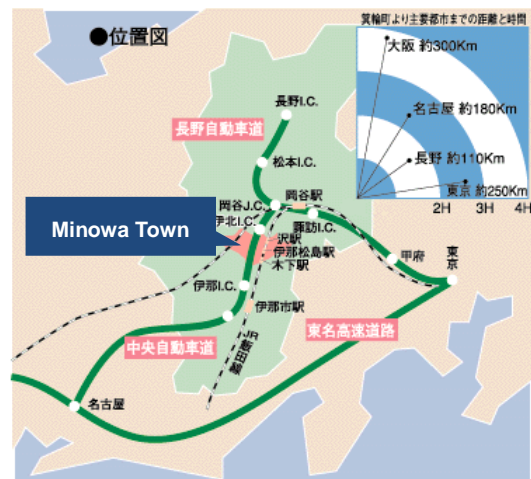 ●位置図
箕輪町より主要都市までの距離と時間
大阪 約300Km
名古屋 約180Km
長野 約110Km
東京 約250Km
2H
3H
4H
長野I.C.
長野自動車道
松本I.C.
岡谷J.C.
岡谷駅
伊北I.C.
諏訪I.C.
Minowa Town
沢駅
伊那松島駅
木下駅
甲府
東京
伊那I.C.
伊那市駅
JR飯田線
東名高速道路
中央自動車道
名古屋